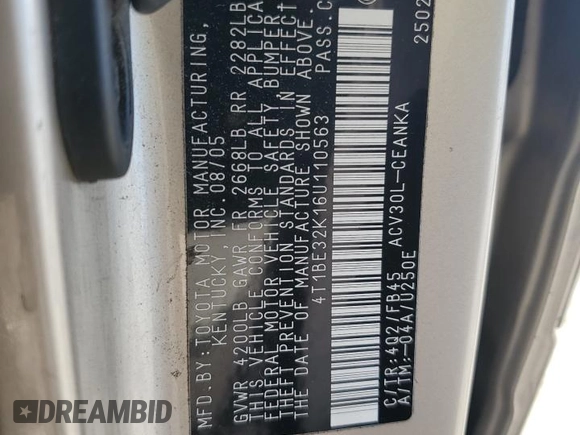 MFD.BY:TOYOTA MOTOR MANUFACTURING,
KENTUCKY, INC. 08/05
GVWR 4200LB GAWR FR 2668LB RR 2282LB
THIS VEHICLE CONFORMS TO ALL APPLICA
FEDERAL MOTOR VEHICLE SAFETY, BUMPER
THEFT PREVENTION STANDARDS IN EFFECT
THE DATE OF MANUFACTURE SHOWN ABOVE.
4T1BE32K16U110563 PASS.C
C/TR:4Q2/FB45 ACV30L-CEANKA
A/TM:-04A/U250E
2502
DREAMBID